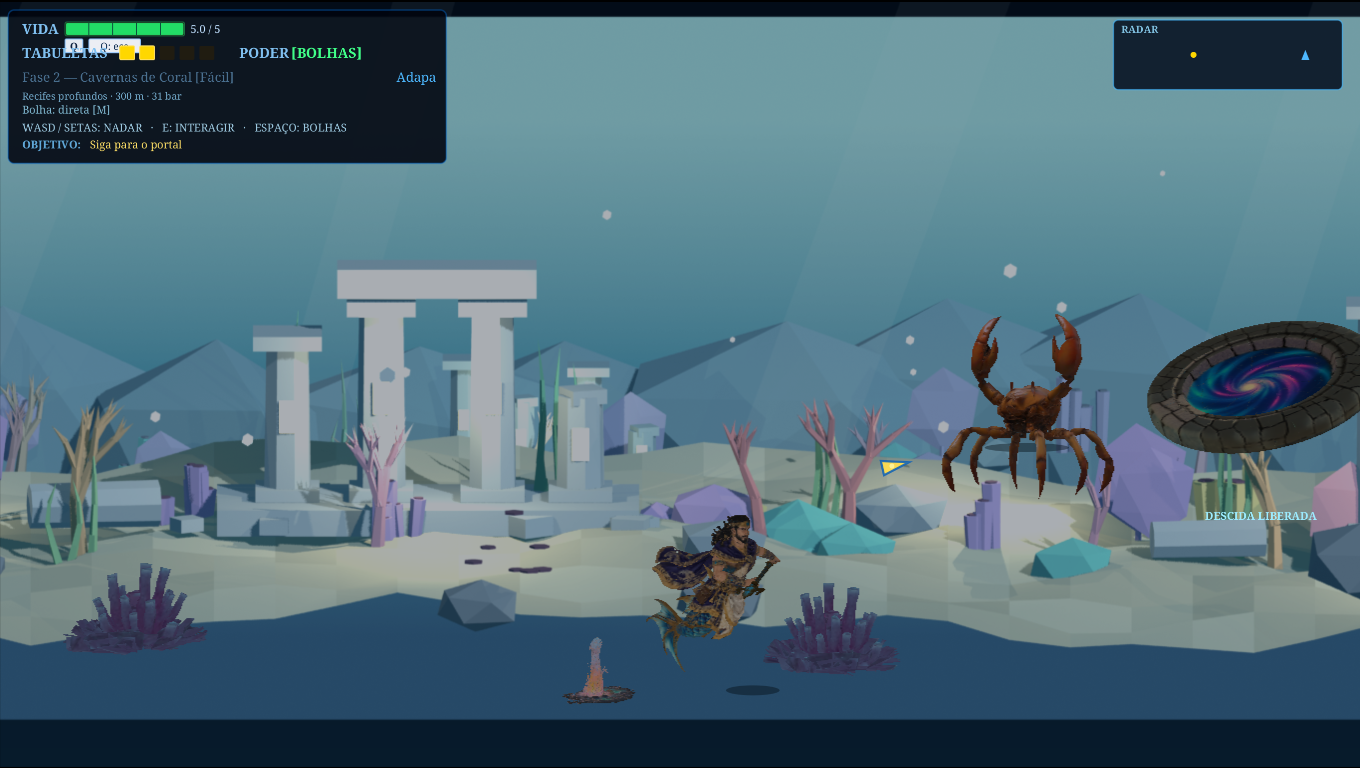 VIDA 5.0 / 5
TABULETAS PODER [BOLHAS]
Fase 2 — Cavernas de Coral [Fácil] Adapa
Recifes profundos · 300 m · 31 bar
Bolha: direta [M]
WASD / SETAS: NADAR · E: INTERAGIR · ESPAÇO: BOLHAS
OBJETIVO: Siga para o portal
RADAR
DESCIDA LIBERADA